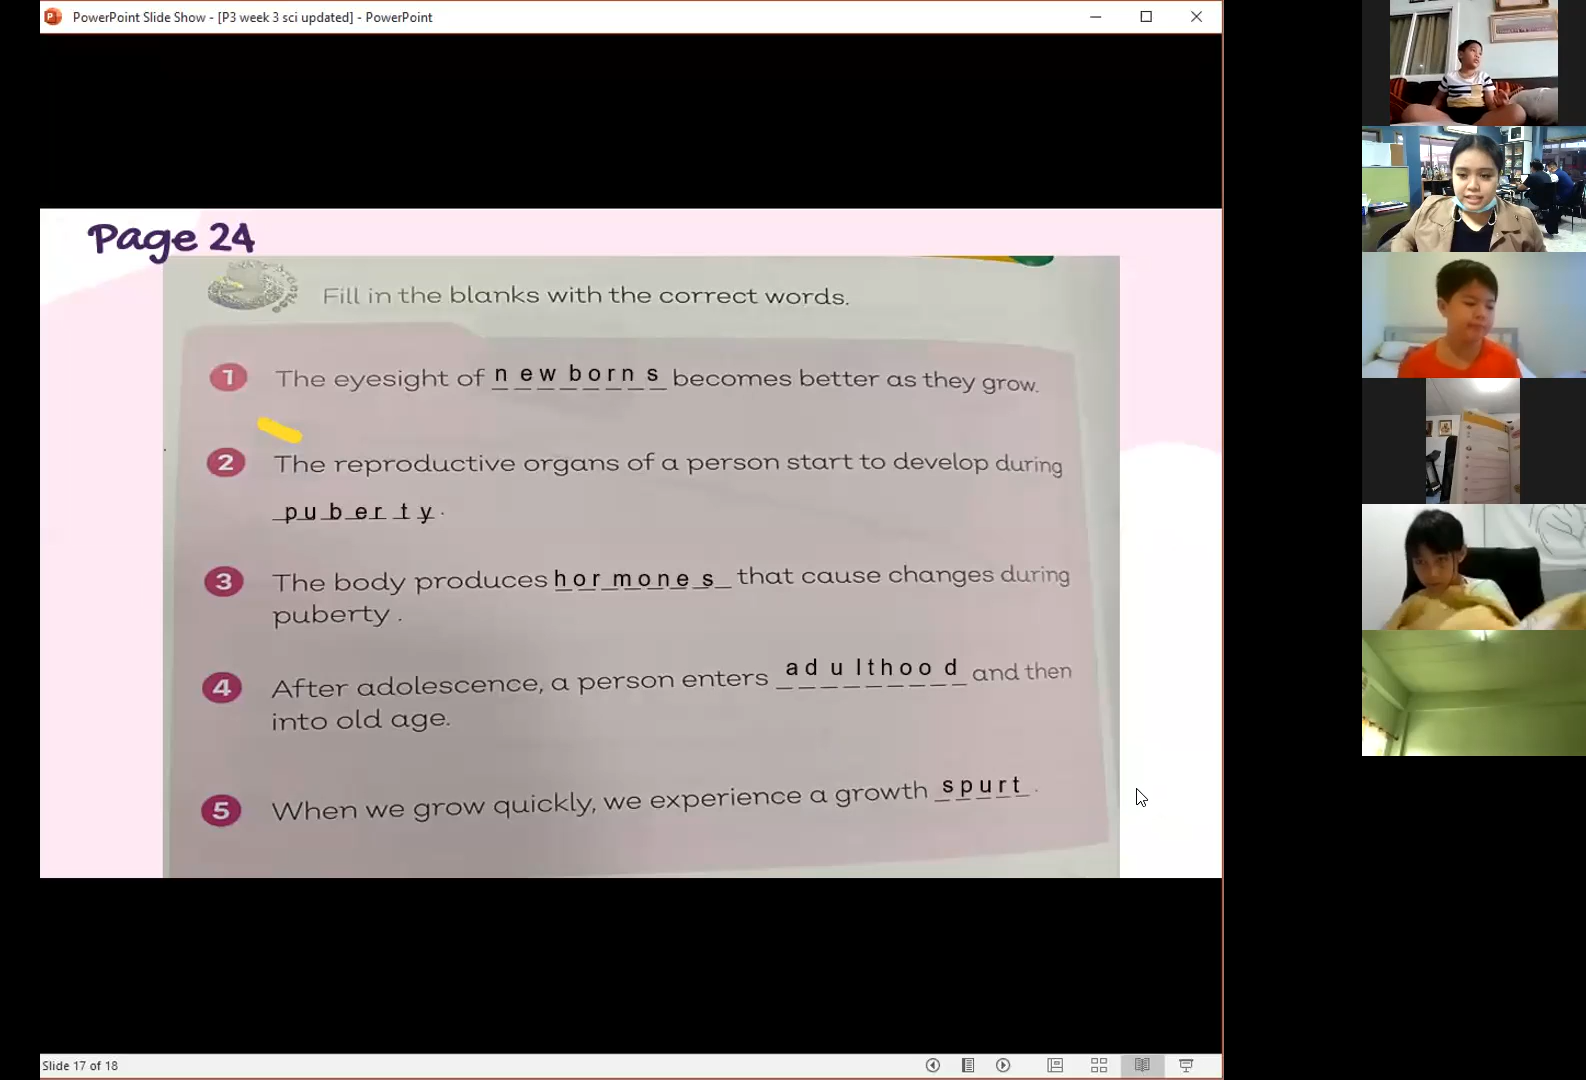 PowerPoint Slide Show - [P3 week 3 sci updated] - PowerPoint
Page 24
Fill in the blanks with the correct words.
1 The eyesight of newborns becomes better as they grow.
2 The reproductive organs of a person start to develop during
puberty.
3 The body produces hormones that cause changes during
puberty.
4 After adolescence, a person enters adulthood and then
into old age.
5 When we grow quickly, we experience a growth spurt.
Slide 17 of 18